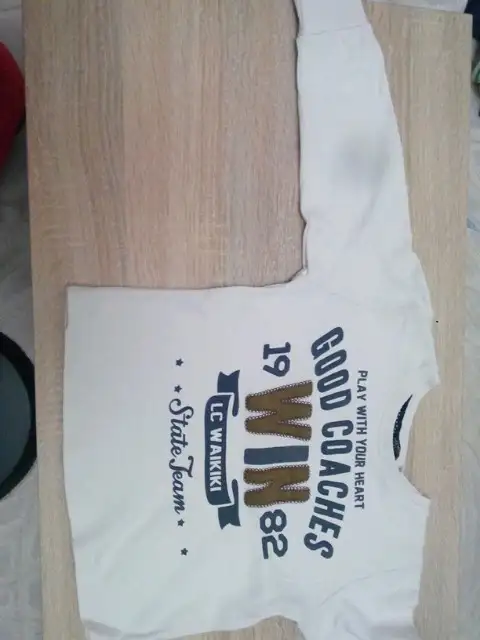 PLAY WITH YOUR HEART
GOOD COACHES
19 WIN 82
LC WAIKIKI
State Team